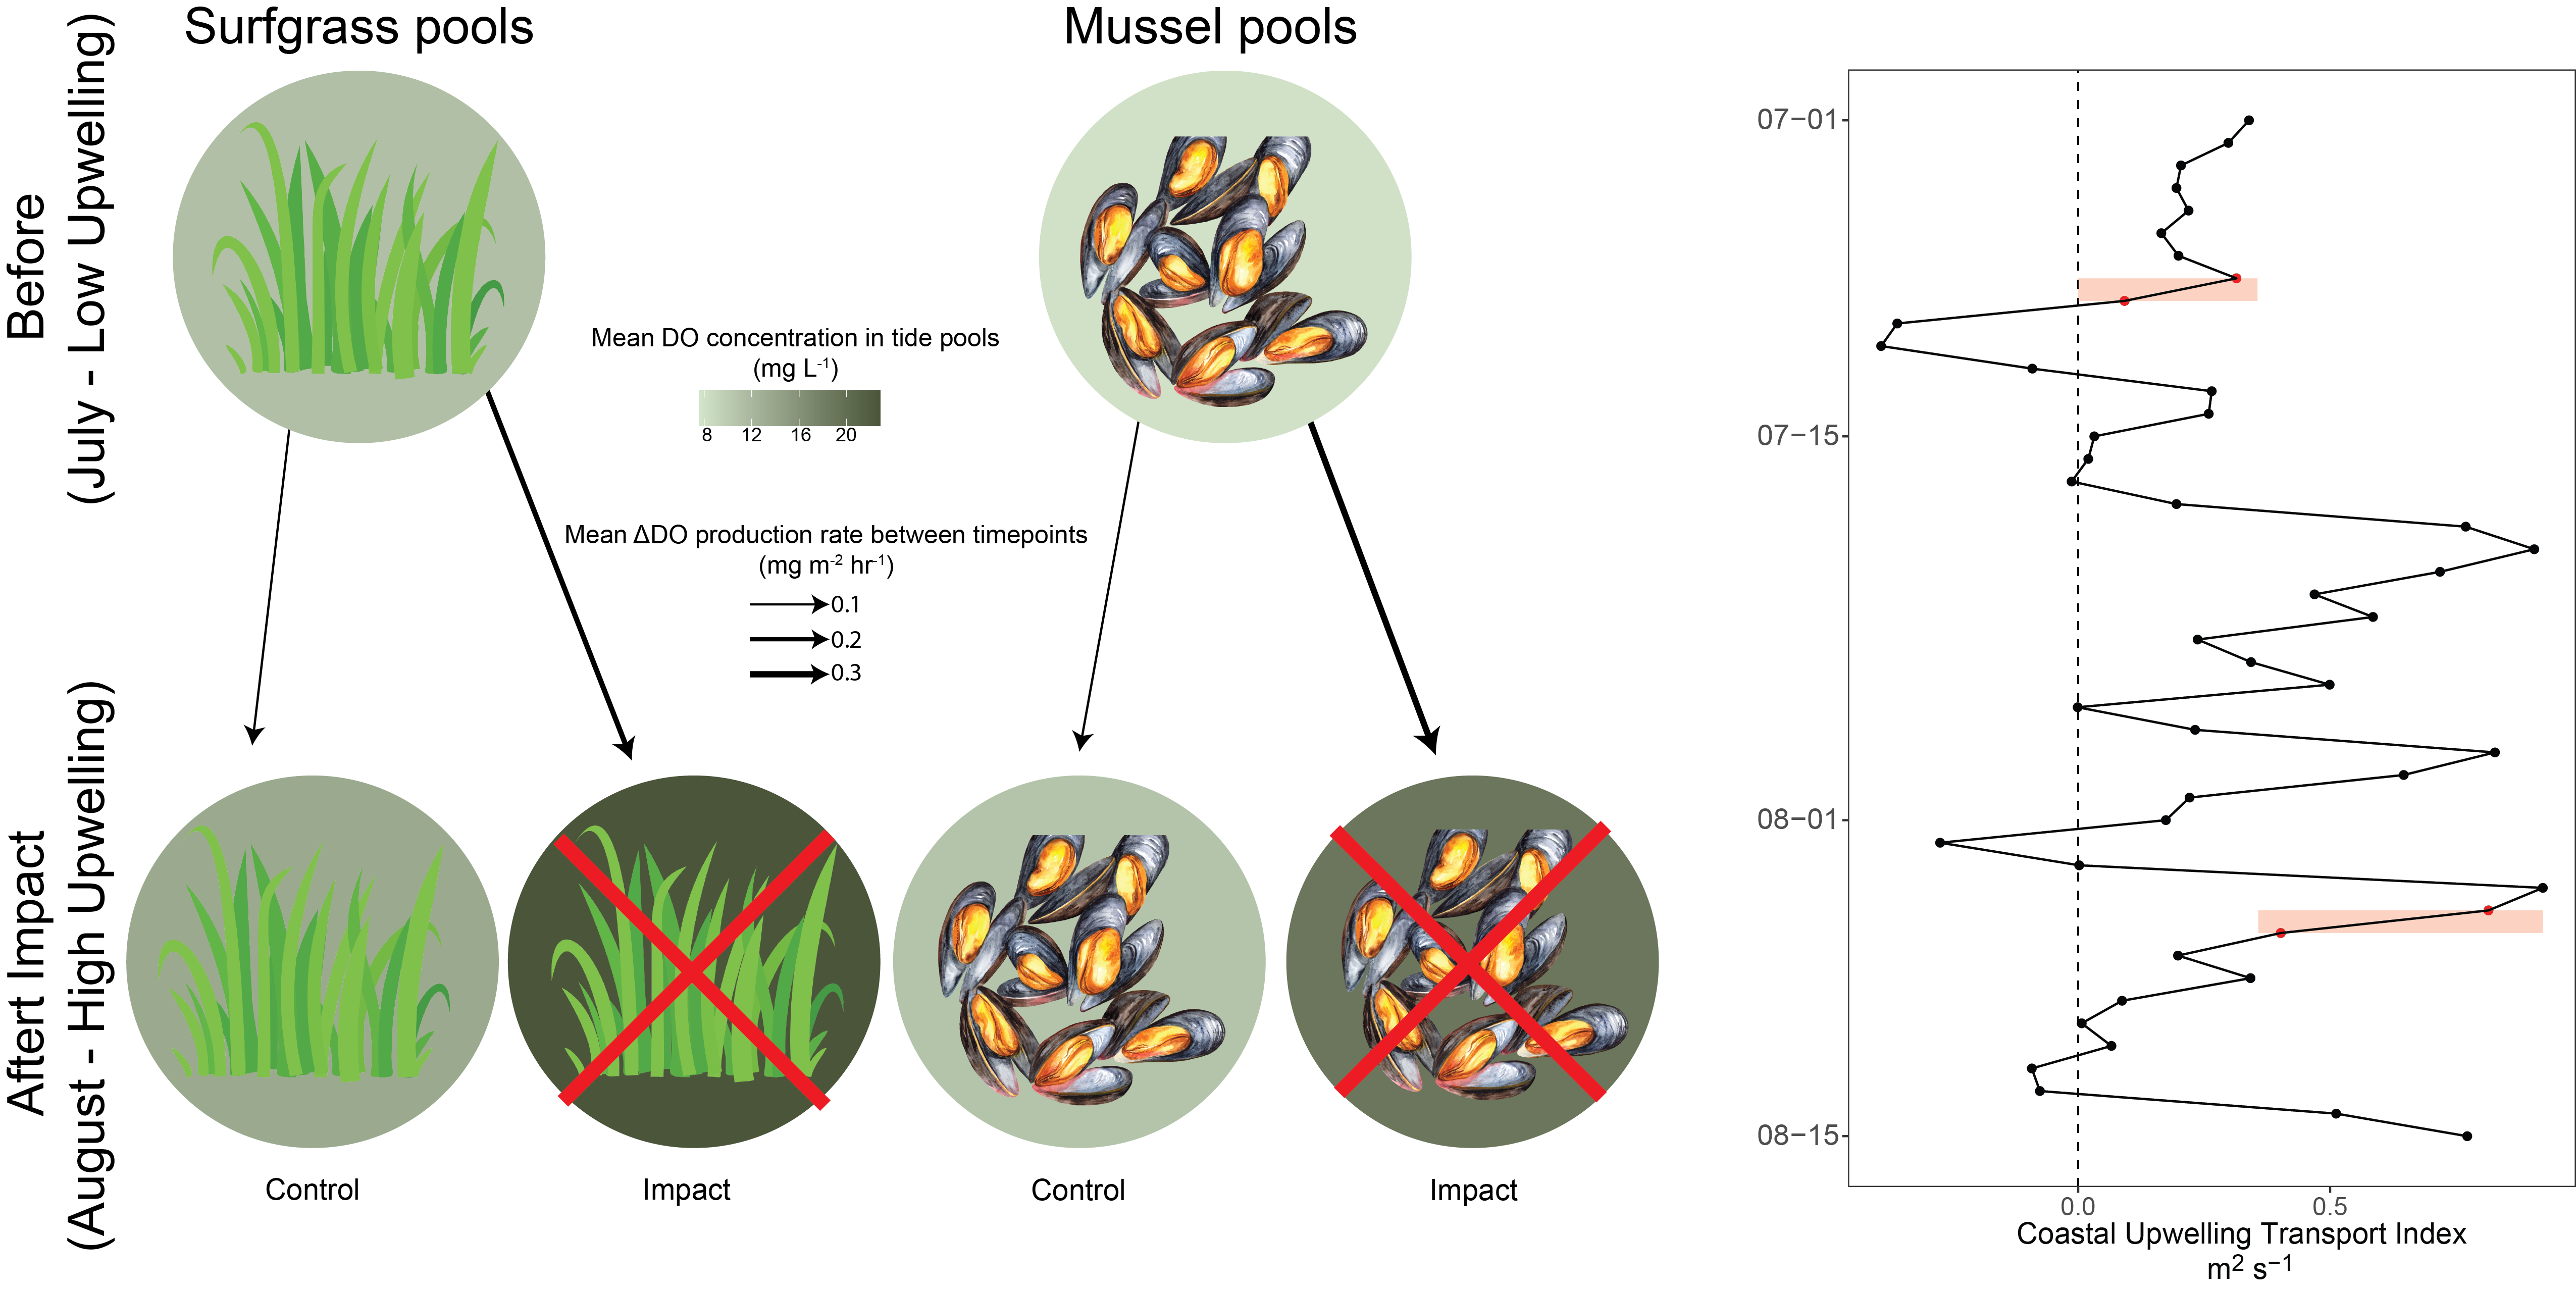 Surfgrass pools
Mussel pools
Before
(July - Low Upwelling)
Mean DO concentration in tide pools
(mg L⁻¹)
8 12 16 20
Mean ΔDO production rate between timepoints
(mg m⁻² hr⁻¹)
0.1
0.2
0.3
Aftert Impact
(August - High Upwelling)
Control
Impact
Control
Impact
07−01
07−15
08−01
08−15
0.0 0.5
Coastal Upwelling Transport Index
m² s⁻¹